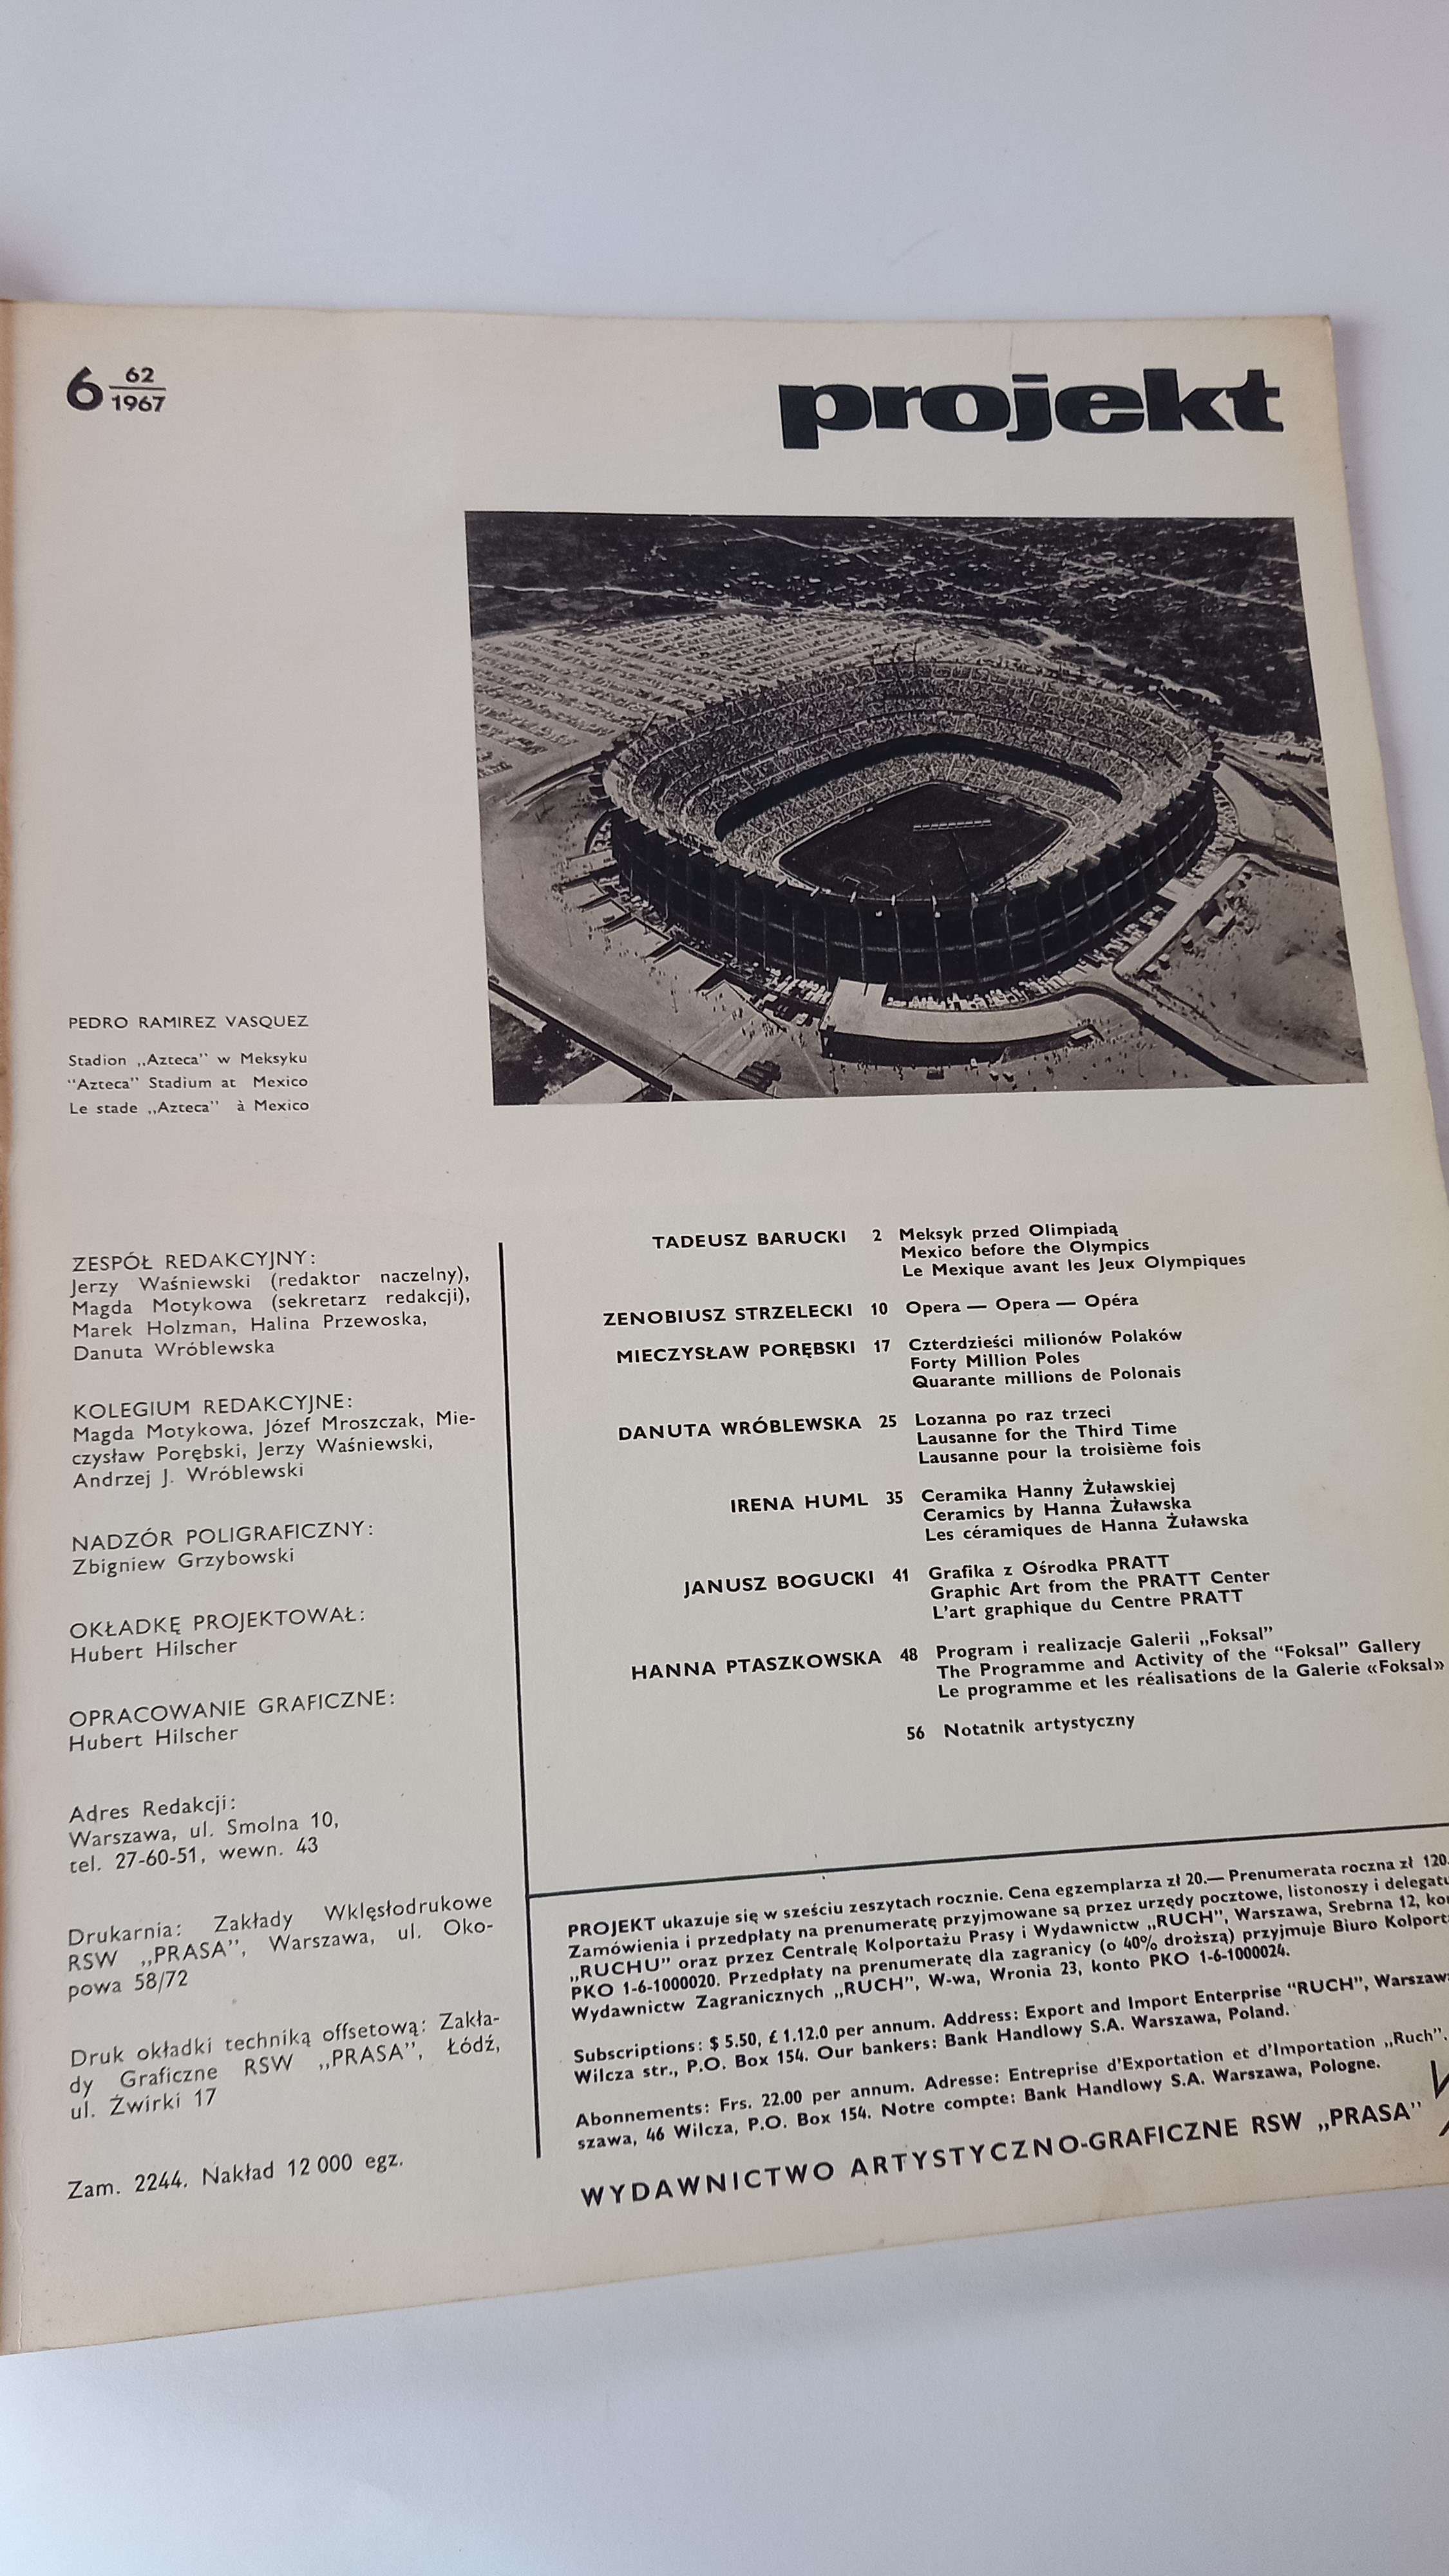 6 62
1967
projekt
PEDRO RAMIREZ VASQUEZ
Stadion „Azteca” w Meksyku
“Azteca” Stadium at Mexico
Le stade „Azteca” à Mexico
ZESPÓŁ REDAKCYJNY:
Jerzy Waśniewski (redaktor naczelny),
Magda Motykowa (sekretarz redakcji),
Marek Holzman, Halina Przewoska,
Danuta Wróblewska
KOLEGIUM REDAKCYJNE:
Magda Motykowa, Józef Mroszczak, Mie-
czysław Porębski, Jerzy Waśniewski,
Andrzej J. Wróblewski
NADZÓR POLIGRAFICZNY:
Zbigniew Grzybowski
OKŁADKĘ PROJEKTOWAŁ:
Hubert Hilscher
OPRACOWANIE GRAFICZNE:
Hubert Hilscher
Adres Redakcji:
Warszawa, ul. Smolna 10,
tel. 27-60-51, wewn. 43
Drukarnia: Zakłady Wklęsłodrukowe
RSW „PRASA”, Warszawa, ul. Oko-
powa 58/72
Druk okładki techniką offsetową: Zakła-
dy Graficzne RSW „PRASA”, Łódź,
ul. Żwirki 17
Zam. 2244. Nakład 12 000 egz.
TADEUSZ BARUCKI 2 Meksyk przed Olimpiadą
Mexico before the Olympics
Le Mexique avant les Jeux Olympiques
ZENOBIUSZ STRZELECKI 10 Opera — Opera — Opéra
MIECZYSŁAW PORĘBSKI 17 Czterdzieści milionów Polaków
Forty Million Poles
Quarante millions de Polonais
DANUTA WRÓBLEWSKA 25 Lozanna po raz trzeci
Lausanne for the Third Time
Lausanne pour la troisième fois
IRENA HUML 35 Ceramika Hanny Żuławskiej
Ceramics by Hanna Żuławska
Les céramiques de Hanna Żuławska
JANUSZ BOGUCKI 41 Grafika z Ośrodka PRATT
Graphic Art from the PRATT Center
L’art graphique du Centre PRATT
HANNA PTASZKOWSKA 48 Program i realizacje Galerii „Foksal”
The Programme and Activity of the “Foksal” Gallery
Le programme et les réalisations de la Galerie «Foksal»
56 Notatnik artystyczny
PROJEKT ukazuje się w sześciu zeszytach rocznie. Cena egzemplarza zł 20.— Prenumerata roczna zł 120.
Zamówienia i przedpłaty na prenumeratę przyjmowane są przez urzędy pocztowe, listonoszy i
„RUCHU” oraz przez Centralę Kolportażu Prasy i Wydawnictw „RUCH”, Warszawa, Srebrna 12,
PKO 1-6-1000020. Przedpłaty na prenumeratę dla zagranicy (o 40% droższą) przyjmuje Biuro
Wydawnictw Zagranicznych „RUCH”, W-wa, Wronia 23, konto PKO 1-6-1000024.
Subscriptions: $ 5.50, £ 1.12.0 per annum. Address: Export and Import Enterprise “RUCH”, Warszawa
Wilcza str., P.O. Box 154. Our bankers: Bank Handlowy S.A. Warszawa, Poland.
Abonnements: Frs. 22.00 per annum. Adresse: Entreprise d’Exportation et d’Importation „Ruch”.
szawa, 46 Wilcza, P.O. Box 154. Notre compte: Bank Handlowy S.A. Warszawa, Pologne.
WYDAWNICTWO ARTYSTYCZNO-GRAFICZNE RSW „PRASA”